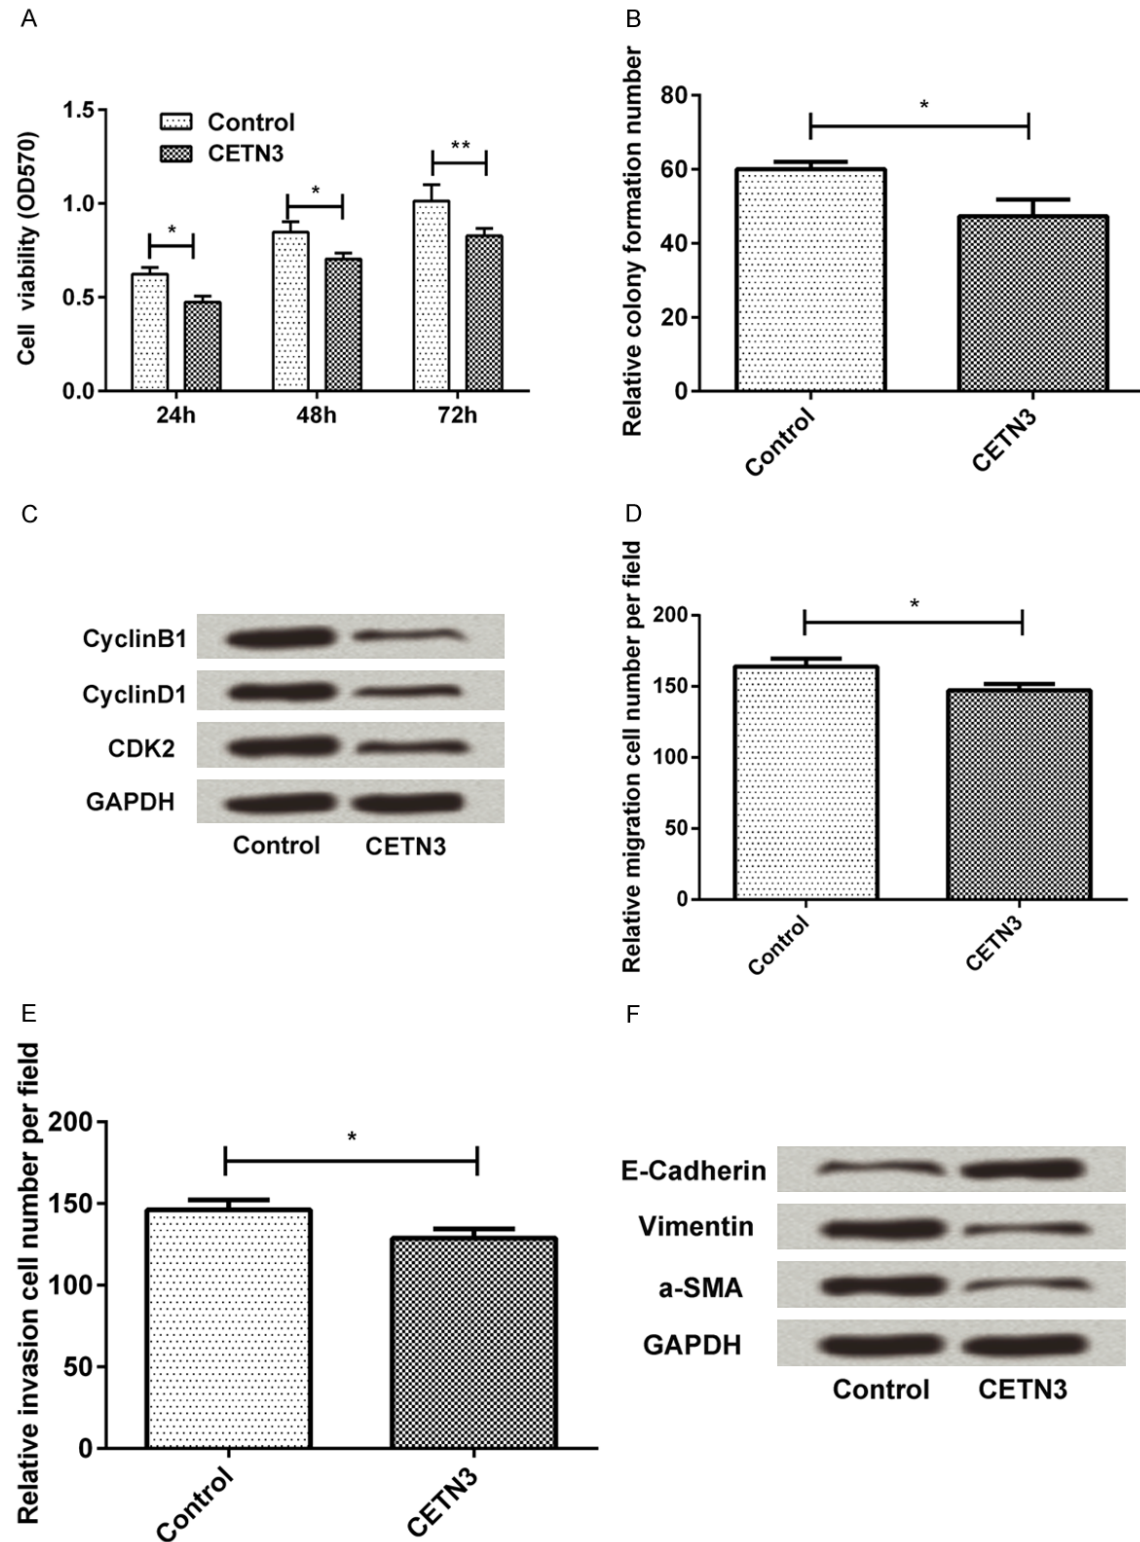 A
Cell viability (OD570)
1.5
1.0
0.5
0.0
Control
CETN3
*
*
**
24h
48h
72h
B
Relative colony formation number
80
60
40
20
0
*
Control
CETN3
C
CyclinB1
CyclinD1
CDK2
GAPDH
Control
CETN3
D
Relative migration cell number per field
200
150
100
50
0
*
Control
CETN3
E
Relative invasion cell number per field
200
150
100
50
0
*
Control
CETN3
F
E-Cadherin
Vimentin
a-SMA
GAPDH
Control
CETN3